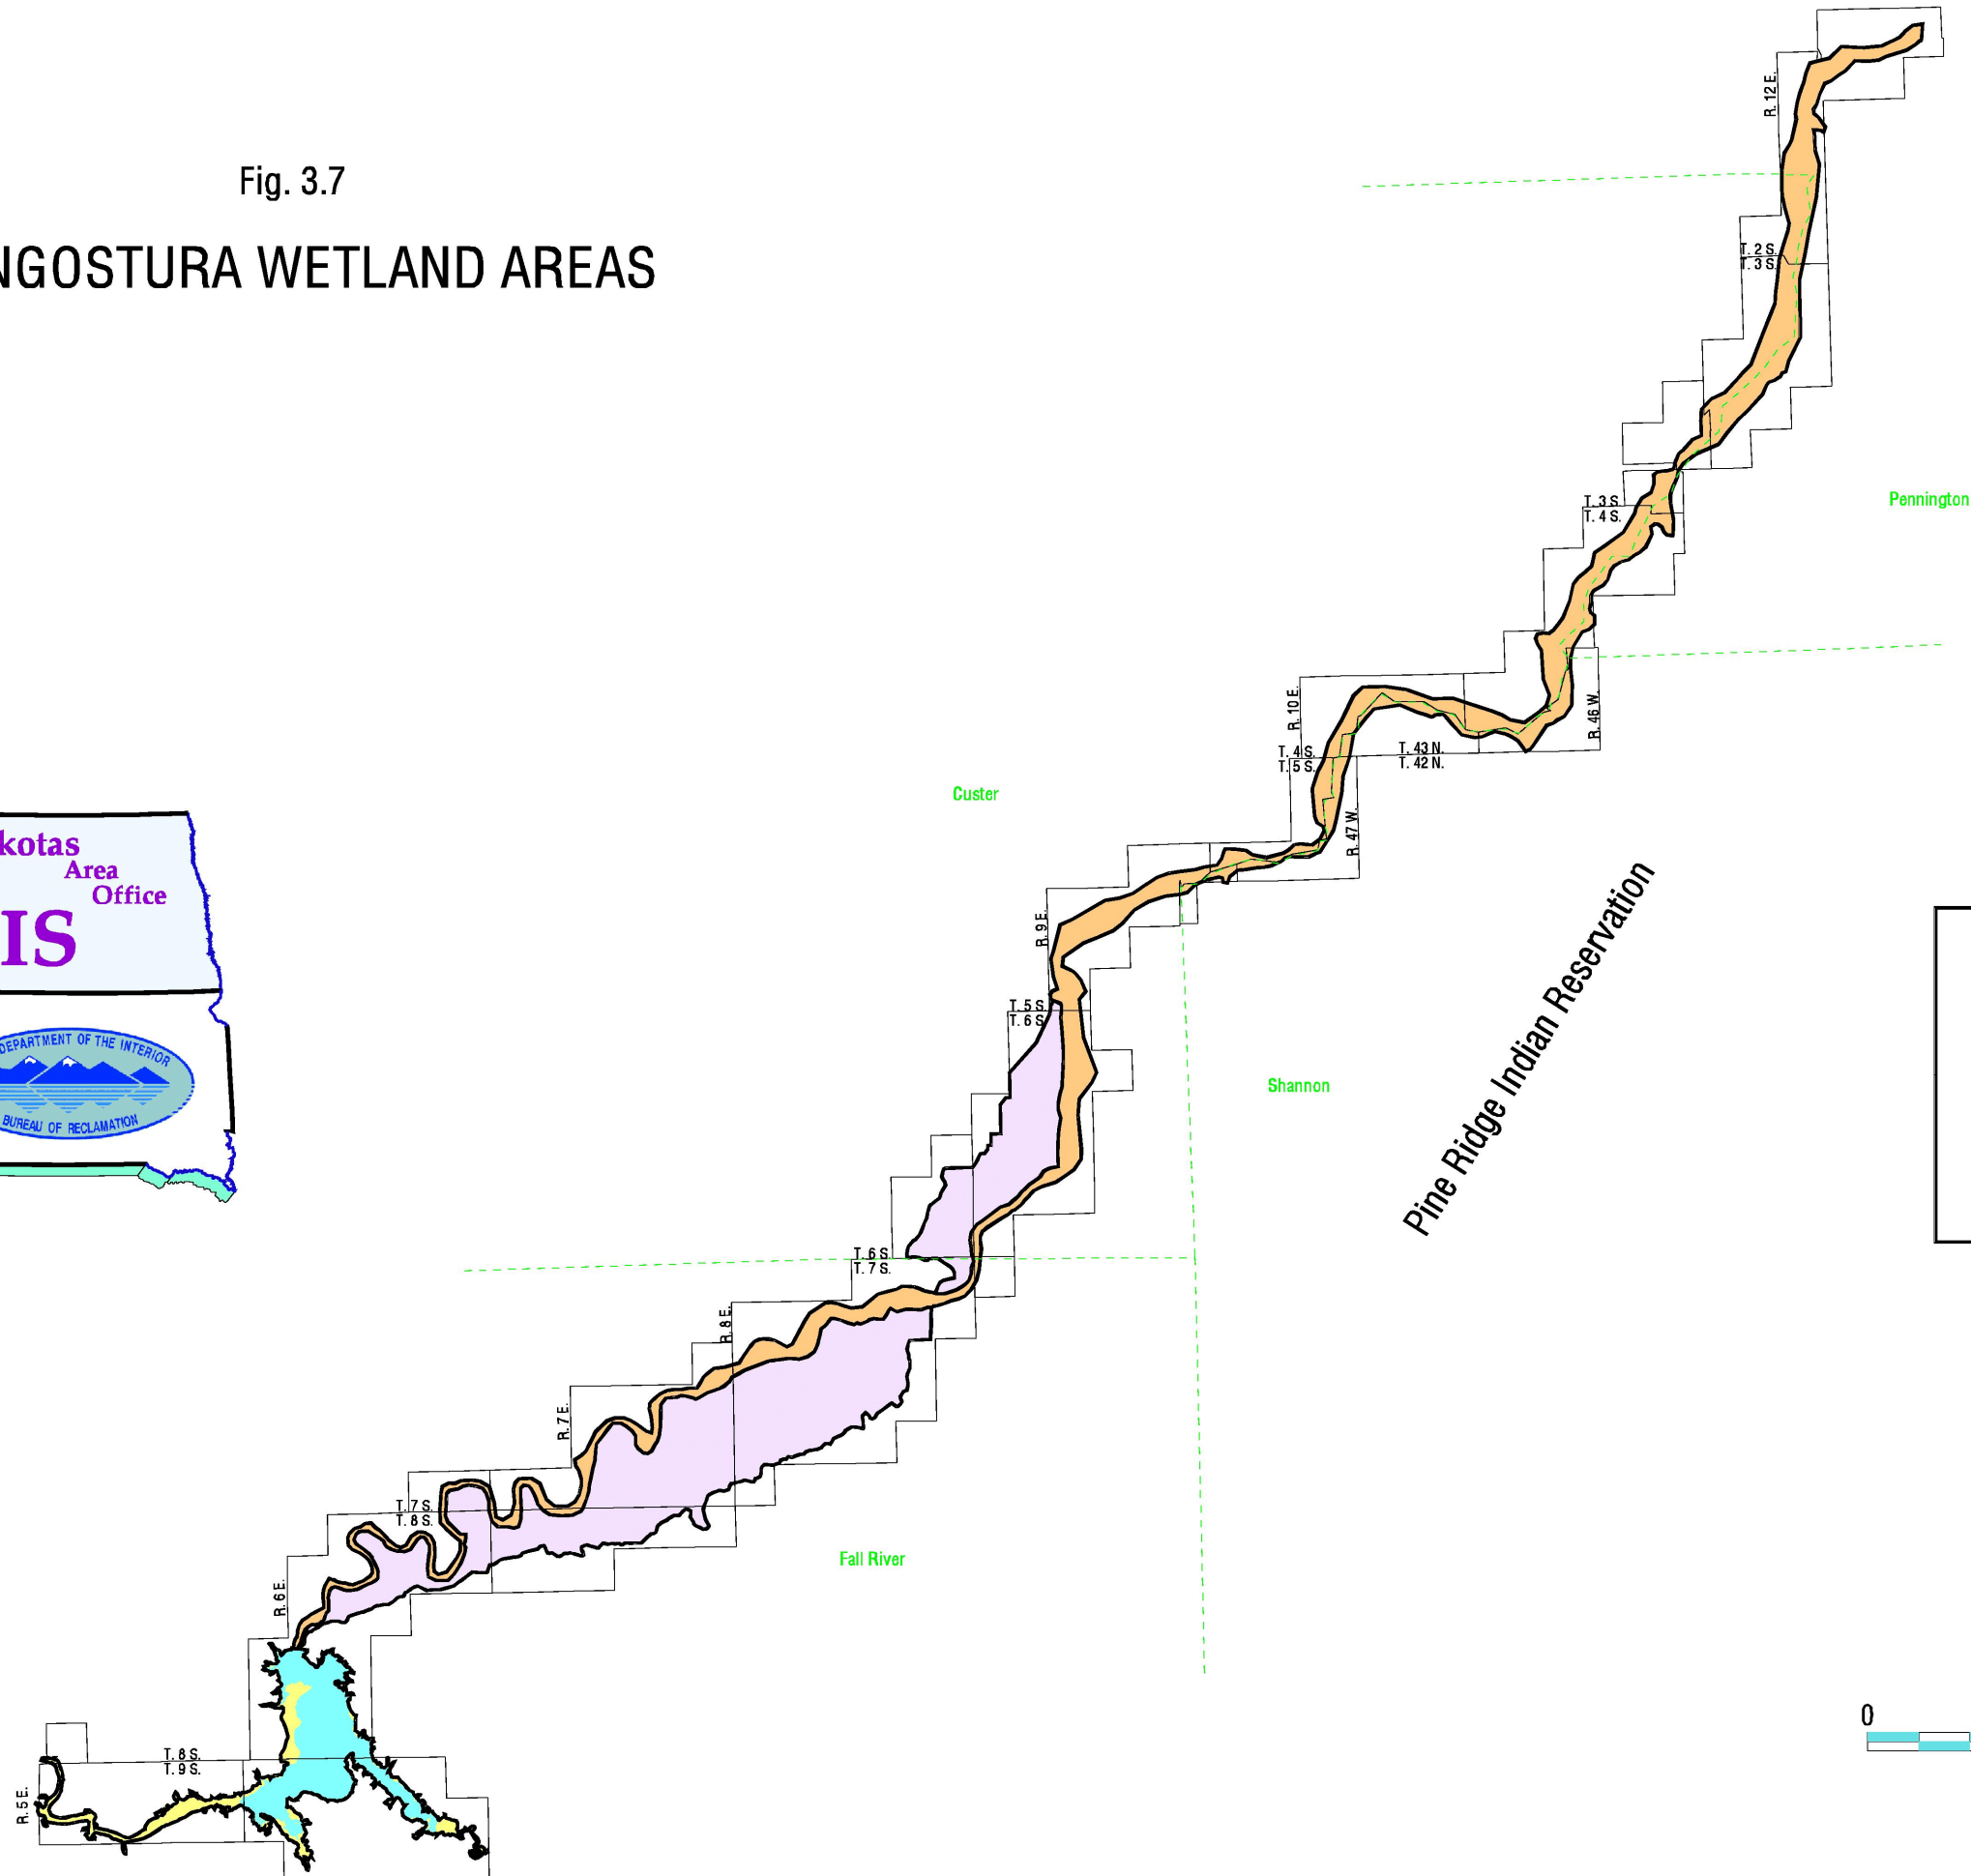 Fig. 3.7
NGOSTURA WETLAND AREAS
R. 12 E.
T. 2 S.
T. 3 S.
Pennington
T. 3 S.
T. 4 S.
R. 10 E.
R. 46 W.
T. 4 S.
T. 5 S.
T. 43 N.
T. 42 N.
Custer
R. 47 W.
kotas
Area
Office
IS
R. 9 E.
Pine Ridge Indian Reservation
T. 5 S.
T. 6 S.
DEPARTMENT OF THE INTERIOR
BUREAU OF RECLAMATION
Shannon
T. 6 S.
T. 7 S.
R. 8 E.
R. 7 E.
T. 7 S.
T. 8 S.
Fall River
R. 6 E.
0
T. 8 S.
T. 9 S.
R. 5 E.